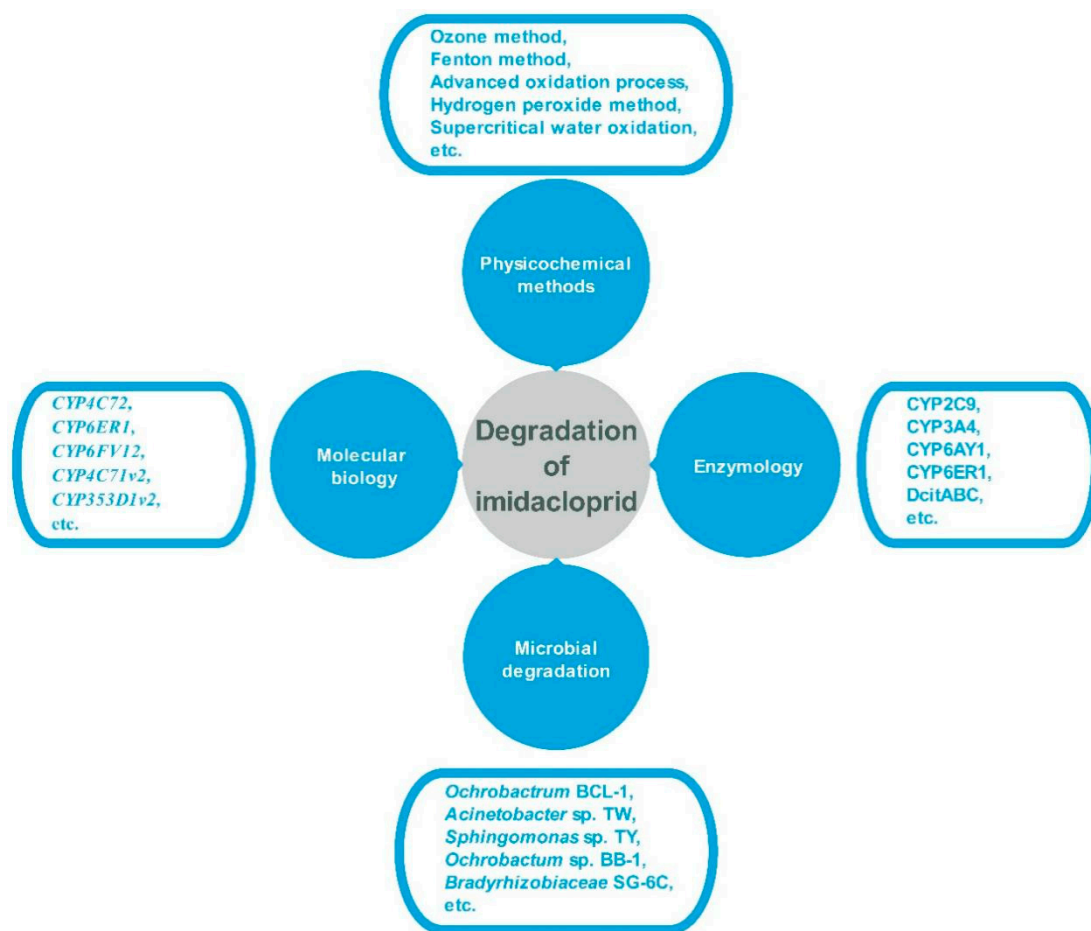 Ozone method,
Fenton method,
Advanced oxidation process,
Hydrogen peroxide method,
Supercritical water oxidation,
etc.
Physicochemical
methods
CYP4C72,
CYP6ER1,
CYP6FV12,
CYP4C71v2,
CYP353D1v2,
etc.
Molecular
biology
Degradation
of
imidacloprid
Enzymology
CYP2C9,
CYP3A4,
CYP6AY1,
CYP6ER1,
DcitABC,
etc.
Microbial
degradation
Ochrobactrum BCL-1,
Acinetobacter sp. TW,
Sphingomonas sp. TY,
Ochrobactum sp. BB-1,
Bradyrhizobiaceae SG-6C,
etc.